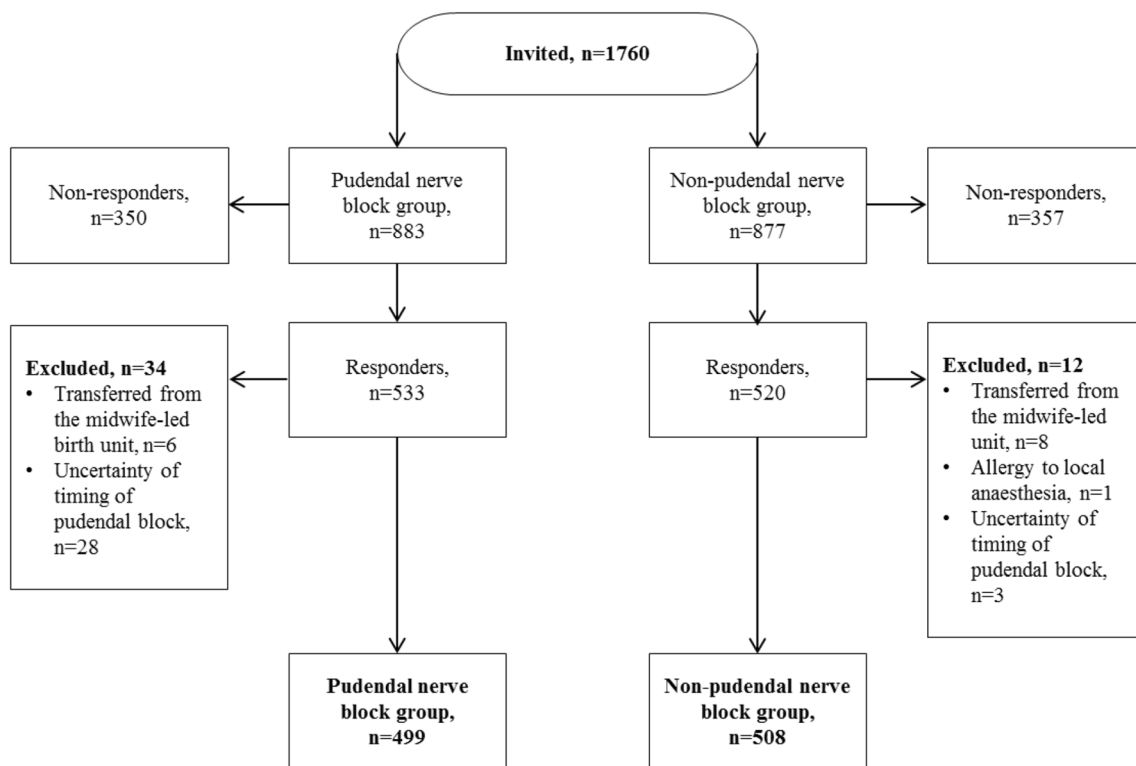 Invited, n=1760
Non-responders,
n=350
Pudendal nerve
block group,
n=883
Non-pudendal nerve
block group,
n=877
Non-responders,
n=357
Excluded, n=34
• Transferred from
the midwife-led
birth unit, n=6
• Uncertainty of
timing of
pudendal block,
n=28
Responders,
n=533
Responders,
n=520
Excluded, n=12
• Transferred from
the midwife-led
unit, n=8
• Allergy to local
anaesthesia, n=1
• Uncertainty of
timing of
pudendal block,
n=3
Pudendal nerve
block group,
n=499
Non-pudendal nerve
block group,
n=508